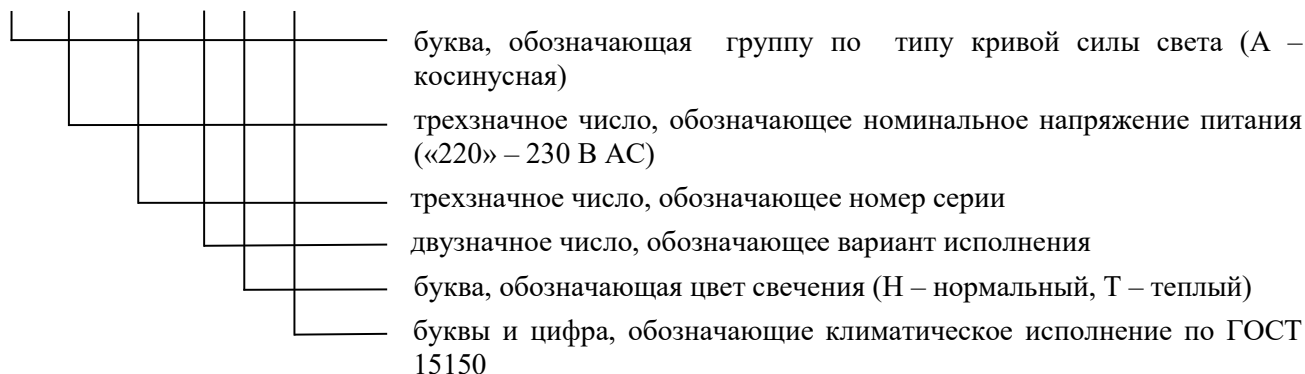 буква, обозначающая группу по типу кривой силы света (А –
косинусная)
трехзначное число, обозначающее номинальное напряжение питания
(«220» – 230 В АС)
трехзначное число, обозначающее номер серии
двузначное число, обозначающее вариант исполнения
буква, обозначающая цвет свечения (Н – нормальный, Т – теплый)
буквы и цифра, обозначающие климатическое исполнение по ГОСТ
15150